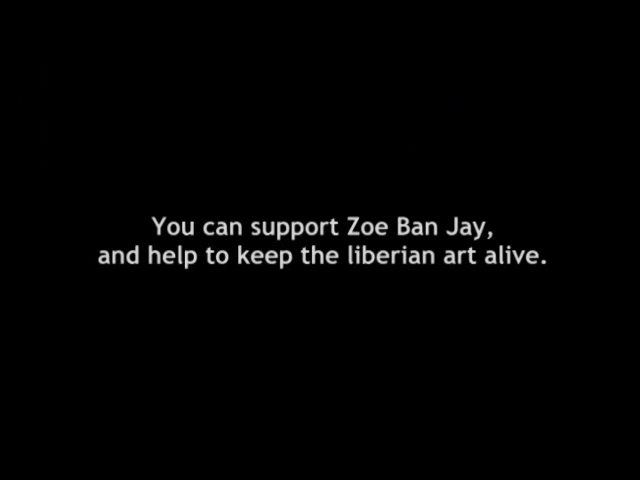 You can support Zoe Ban Jay,
and help to keep the liberian art alive.